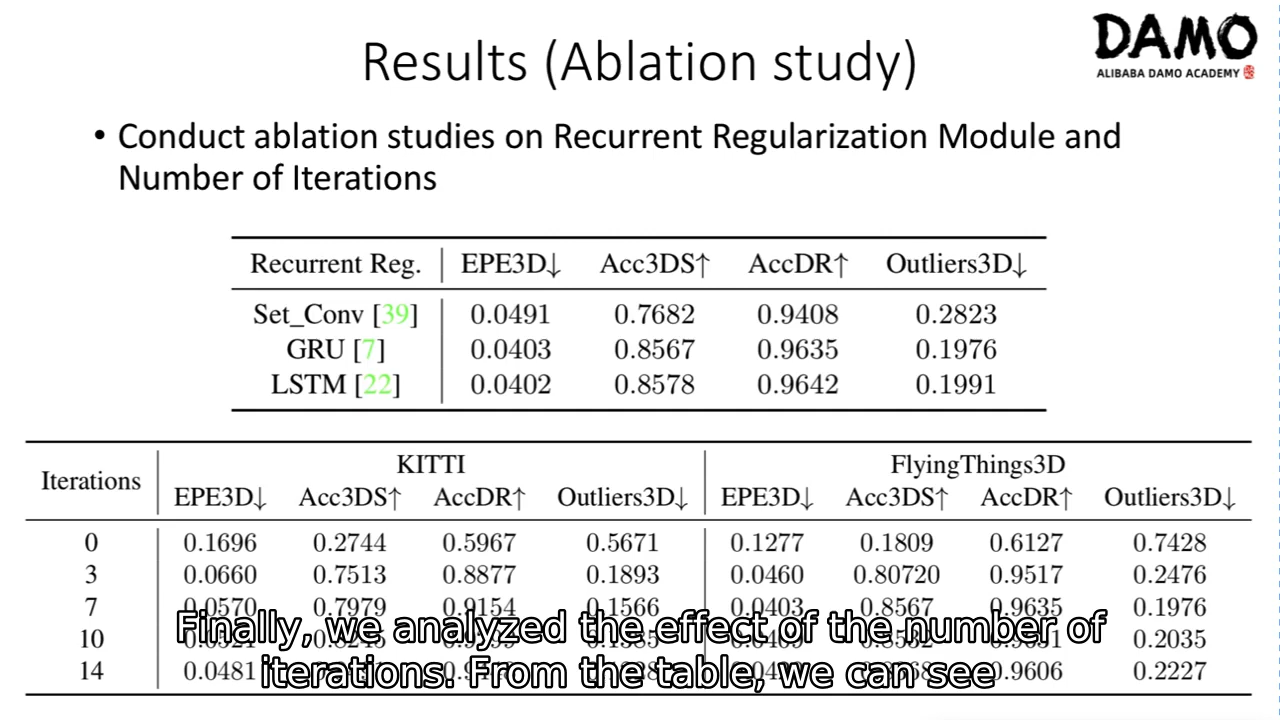 DAMO
ALIBABA DAMO ACADEMY
Results (Ablation study)
• Conduct ablation studies on Recurrent Regularization Module and
Number of Iterations
Recurrent Reg. EPE3D↓ Acc3DS↑ AccDR↑ Outliers3D↓
Set_Conv [39] 0.0491 0.7682 0.9408 0.2823
GRU [7] 0.0403 0.8567 0.9635 0.1976
LSTM [22] 0.0402 0.8578 0.9642 0.1991
KITTI FlyingThings3D
Iterations EPE3D↓ Acc3DS↑ AccDR↑ Outliers3D↓ EPE3D↓ Acc3DS↑ AccDR↑ Outliers3D↓
0 0.1696 0.2744 0.5967 0.5671 0.1277 0.1809 0.6127 0.7428
3 0.0660 0.7513 0.8877 0.1893 0.0460 0.80720 0.9517 0.2476
7 0.0570 0.7979 0.9154 0.1566 0.0403 0.8567 0.9635 0.1976
10 0.2035
14 0.0481 0.9606 0.2227
Finally, we analyzed the effect of the number of
iterations. From the table, we can see